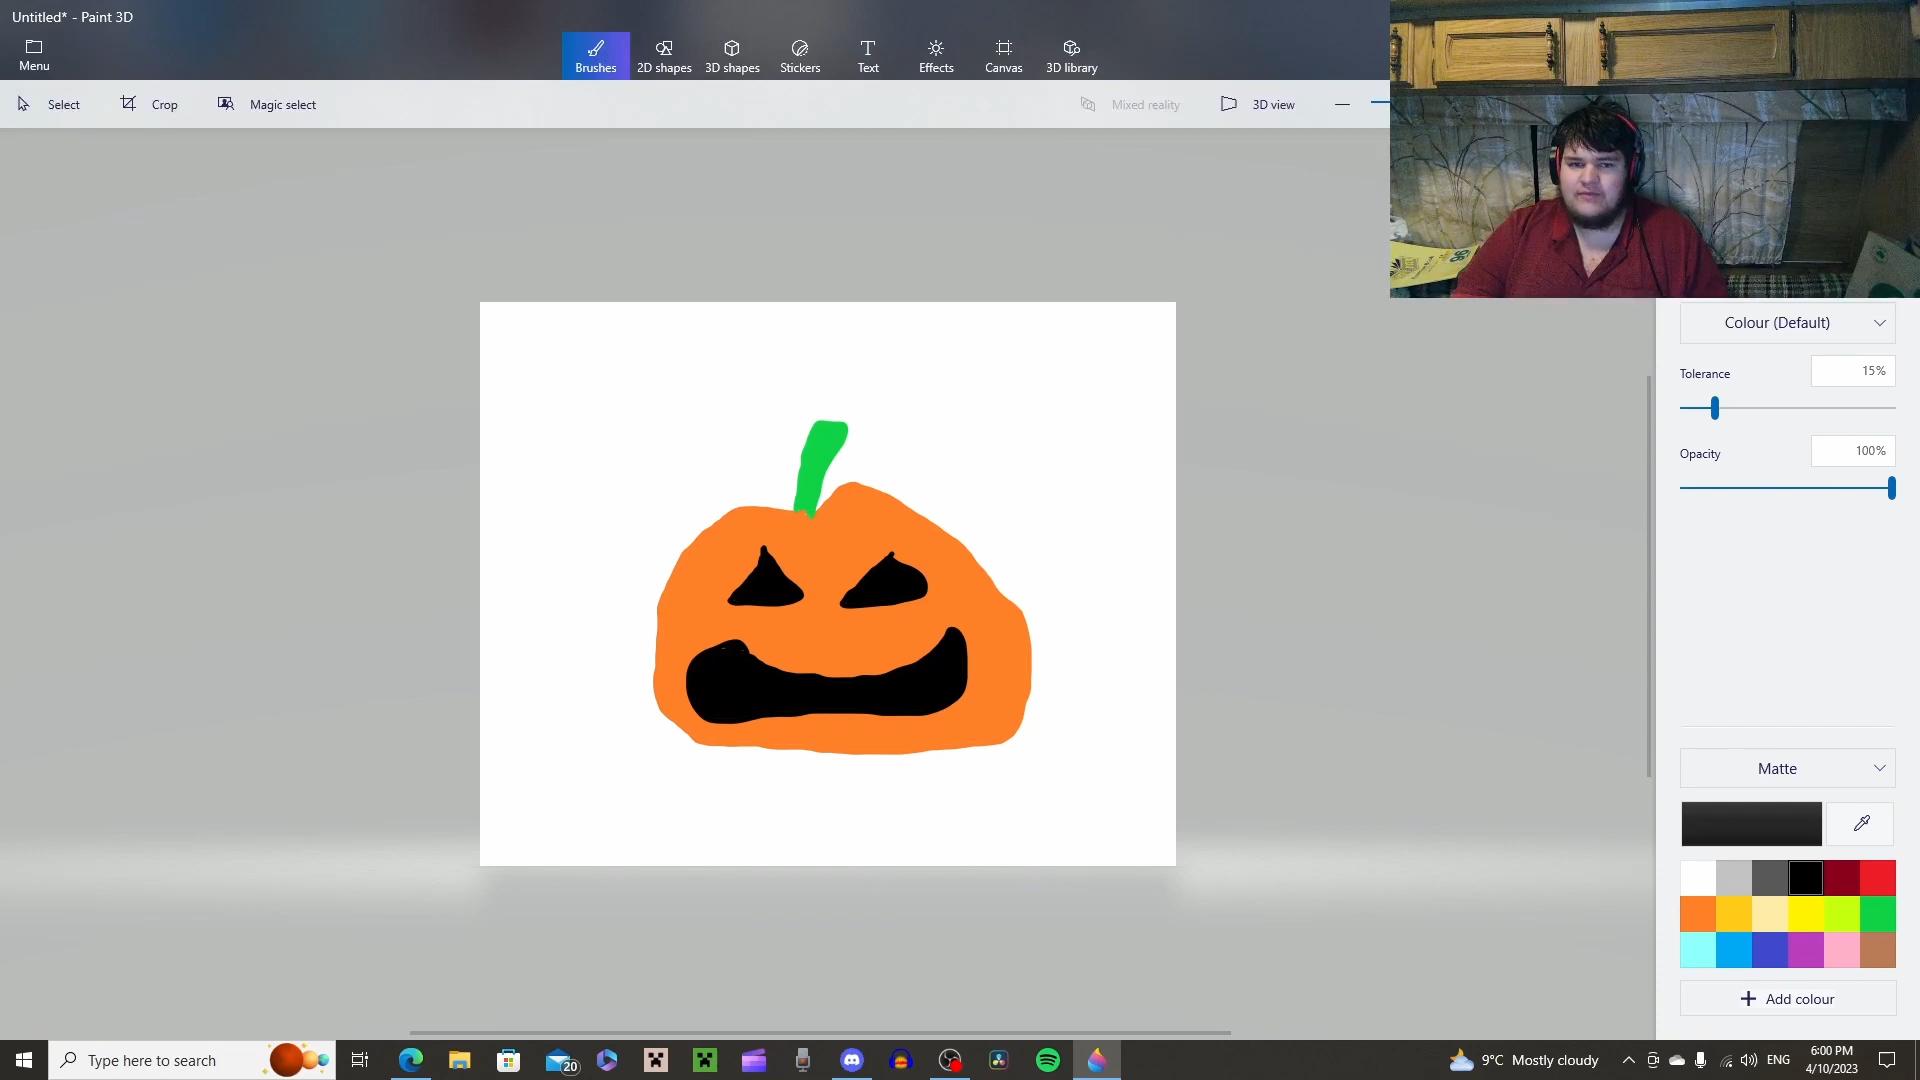 Untitled* - Paint 3D
Menu
Brushes
2D shapes
3D shapes
Stickers
Text
Effects
Canvas
3D library
Select
Crop
Magic select
Mixed reality
3D view
Colour (Default)
Tolerance
15%
Opacity
100%
Matte
Add colour
Type here to search
20
9°C Mostly cloudy
ENG
6:00 PM
4/10/2023